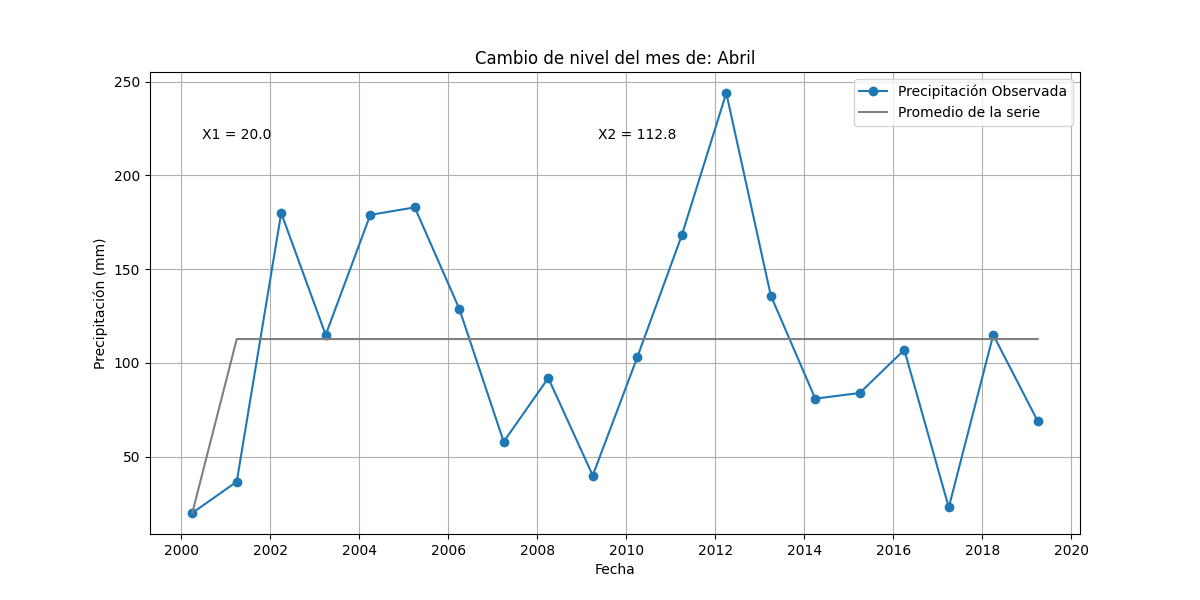 Cambio de nivel del mes de: Abril
Precipitación Observada
Promedio de la serie
X1 = 20.0
X2 = 112.8
Precipitación (mm)
250
200
150
100
50
2000 2002 2004 2006 2008 2010 2012 2014 2016 2018 2020
Fecha